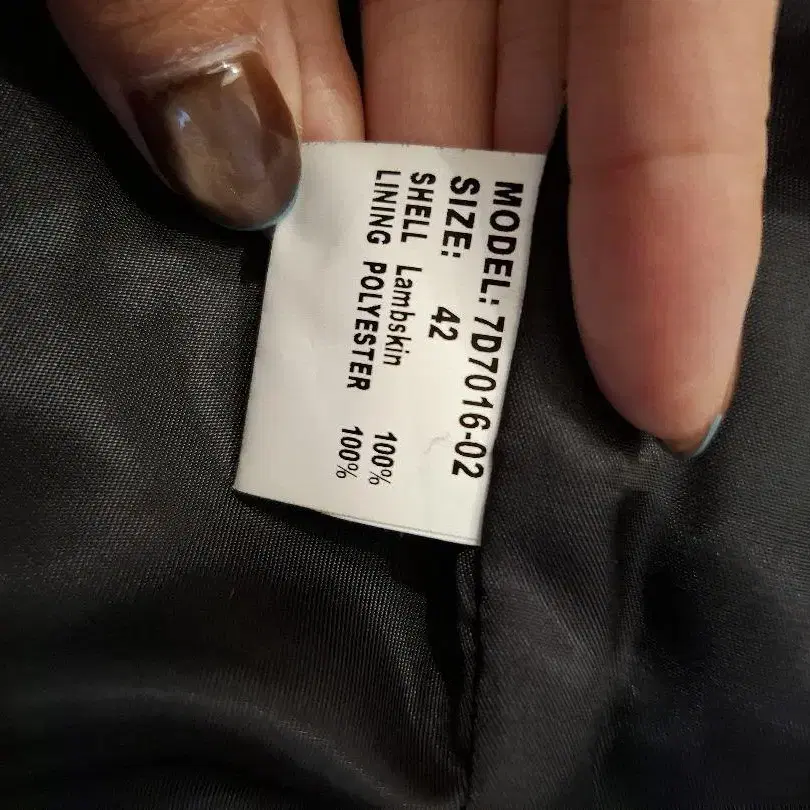 MODEL: 7D7016-02
SIZE: 42
SHELL Lambskin 100%
LINING POLYESTER 100%